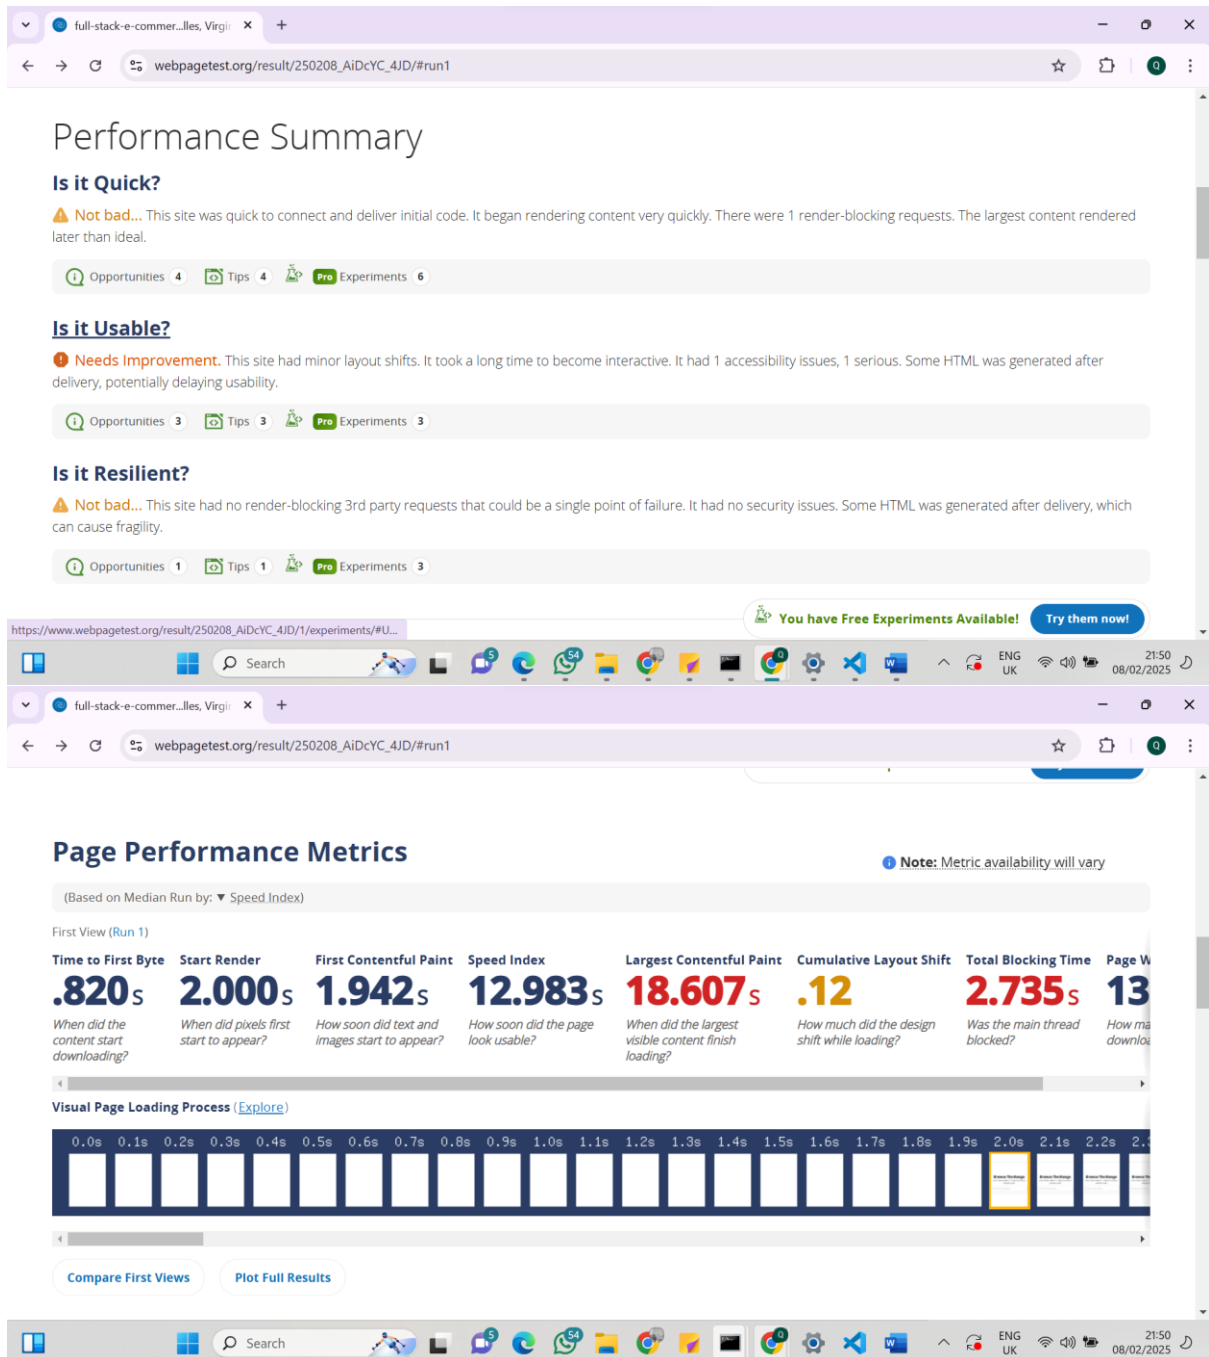 full-stack-e-commer...lles, Virgir
webpagetest.org/result/250208_AiDcYC_4JD/#run1
Q
Performance Summary
Is it Quick?
Not bad... This site was quick to connect and deliver initial code. It began rendering content very quickly. There were 1 render-blocking requests. The largest content rendered
later than ideal.
Opportunities 4 Tips 4 Pro Experiments 6
Is it Usable?
Needs Improvement. This site had minor layout shifts. It took a long time to become interactive. It had 1 accessibility issues, 1 serious. Some HTML was generated after
delivery, potentially delaying usability.
Opportunities 3 Tips 3 Pro Experiments 3
Is it Resilient?
Not bad... This site had no render-blocking 3rd party requests that could be a single point of failure. It had no security issues. Some HTML was generated after delivery, which
can cause fragility.
Opportunities 1 Tips 1 Pro Experiments 3
You have Free Experiments Available! Try them now!
https://www.webpagetest.org/result/250208_AiDcYC_4JD/1/experiments/#U...
Search 5 54 Q W ENG 21:50
UK 08/02/2025
full-stack-e-commer...lles, Virgir
webpagetest.org/result/250208_AiDcYC_4JD/#run1
Q
Page Performance Metrics
Note: Metric availability will vary
(Based on Median Run by: ▼ Speed Index)
First View (Run 1)
Time to First Byte Start Render First Contentful Paint Speed Index Largest Contentful Paint Cumulative Layout Shift Total Blocking Time Page W
.820s 2.000s 1.942s 12.983s 18.607s .12 2.735s 13
When did the When did pixels first How soon did text and How soon did the page When did the largest How much did the design Was the main thread How ma
content start start to appear? images start to appear? look usable? visible content finish shift while loading? blocked? downloa
downloading? loading?
Visual Page Loading Process (Explore)
0.0s 0.1s 0.2s 0.3s 0.4s 0.5s 0.6s 0.7s 0.8s 0.9s 1.0s 1.1s 1.2s 1.3s 1.4s 1.5s 1.6s 1.7s 1.8s 1.9s 2.0s 2.1s 2.2s 2.
Compare First Views Plot Full Results
Search 5 54 Q W ENG 21:50
UK 08/02/2025